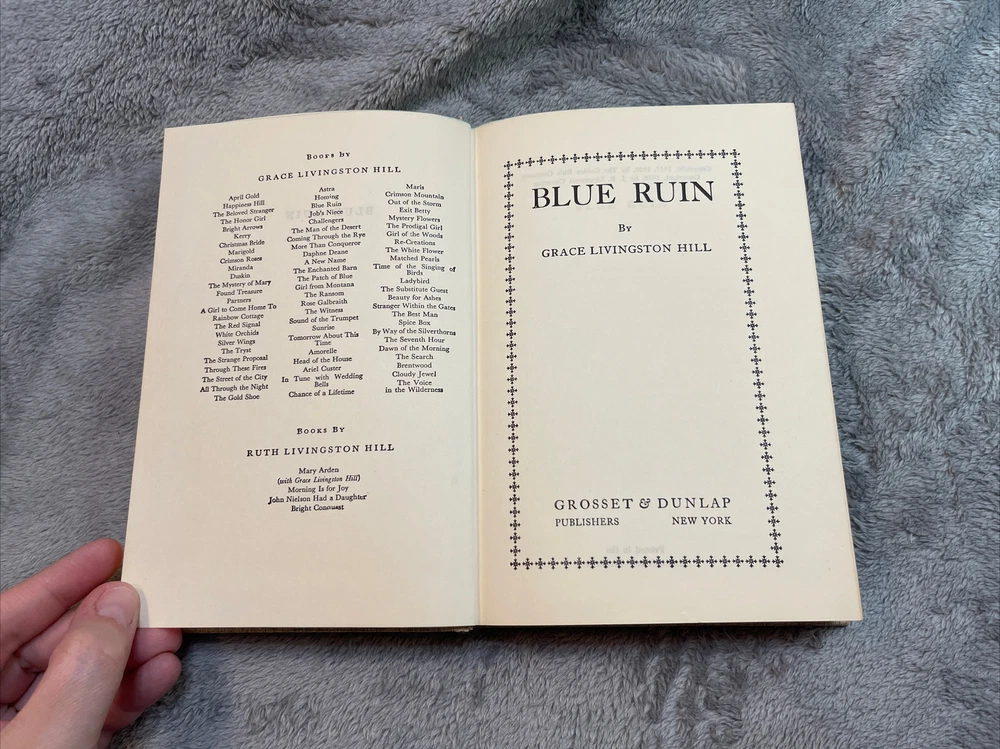 Books by
GRACE LIVINGSTON HILL
April Gold
Happiness Hill
The Beloved Stranger
The Honor Girl
Bright Arrows
Kerry
Christmas Bride
Marigold
Crimson Roses
Miranda
Duskin
The Mystery of Mary
Found Treasure
Partners
A Girl to Come Home To
Rainbow Cottage
The Red Signal
White Orchids
Silver Wings
The Tryst
The Strange Proposal
Through These Fires
The Street of the City
All Through the Night
The Gold Shoe
Astra
Homing
Blue Ruin
Job's Niece
Challengers
The Man of the Desert
Coming Through the Rye
More Than Conqueror
Daphne Deane
A New Name
The Enchanted Barn
The Patch of Blue
Girl from Montana
The Ransom
Rose Galbraith
The Witness
Sound of the Trumpet
Sunrise
Tomorrow About This
Time
Amorelle
Head of the House
Ariel Custer
In Tune with Wedding
Bells
Chance of a Lifetime
Maris
Crimson Mountain
Out of the Storm
Exit Betty
Mystery Flowers
The Prodigal Girl
Girl of the Woods
Re-Creations
The White Flower
Matched Pearls
Time of the Singing of
Birds
Ladybird
The Substitute Guest
Beauty for Ashes
Stranger Within the Gates
The Best Man
Spice Box
By Way of the Silverthorns
The Seventh Hour
Dawn of the Morning
The Search
Brentwood
Cloudy Jewel
The Voice
in the Wilderness
Books By
RUTH LIVINGSTON HILL
Mary Arden
(with Grace Livingston Hill)
Morning Is for Joy
John Nielson Had a Daughter
Bright Conquest
BLUE RUIN
By
GRACE LIVINGSTON HILL
GROSSET & DUNLAP
PUBLISHERS NEW YORK